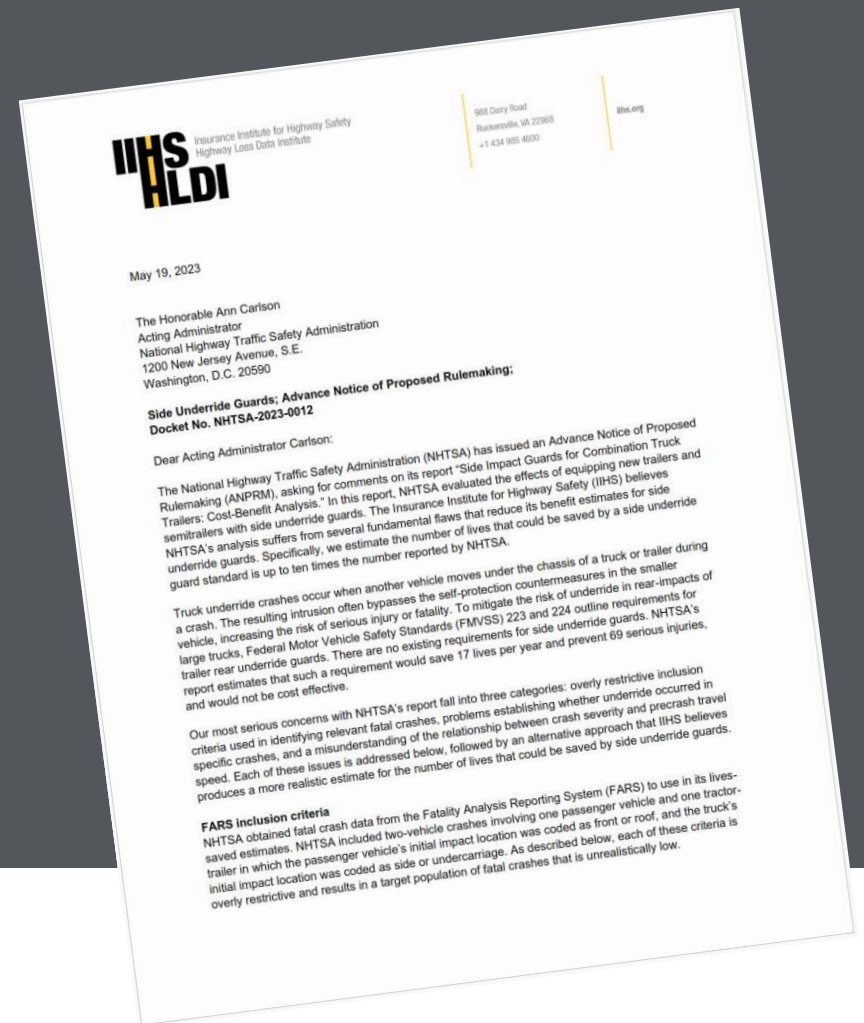 IIHS
HLDI
Insurance Institute for Highway Safety
Highway Loss Data Institute
988 Dairy Road
Ruckersville, VA 22968
+1 434 985 4600
iihs.org
May 19, 2023
The Honorable Ann Carlson
Acting Administrator
National Highway Traffic Safety Administration
1200 New Jersey Avenue, S.E.
Washington, D.C. 20590
Side Underride Guards; Advance Notice of Proposed Rulemaking;
Docket No. NHTSA-2023-0012
Dear Acting Administrator Carlson:
The National Highway Traffic Safety Administration (NHTSA) has issued an Advance Notice of Proposed
Rulemaking (ANPRM), asking for comments on its report “Side Impact Guards for Combination Truck
Trailers: Cost-Benefit Analysis.” In this report, NHTSA evaluated the effects of equipping new trailers and
semitrailers with side underride guards. The Insurance Institute for Highway Safety (IIHS) believes
NHTSA’s analysis suffers from several fundamental flaws that reduce its benefit estimates for side
underride guards. Specifically, we estimate the number of lives that could be saved by a side underride
guard standard is up to ten times the number reported by NHTSA.
Truck underride crashes occur when another vehicle moves under the chassis of a truck or trailer during
a crash. The resulting intrusion often bypasses the self-protection countermeasures in the smaller
vehicle, increasing the risk of serious injury or fatality. To mitigate the risk of underride in rear-impacts of
large trucks, Federal Motor Vehicle Safety Standards (FMVSS) 223 and 224 outline requirements for
trailer rear underride guards. There are no existing requirements for side underride guards. NHTSA’s
report estimates that such a requirement would save 17 lives per year and prevent 69 serious injuries,
and would not be cost effective.
Our most serious concerns with NHTSA’s report fall into three categories: overly restrictive inclusion
criteria used in identifying relevant fatal crashes, problems establishing whether underride occurred in
specific crashes, and a misunderstanding of the relationship between crash severity and precrash travel
speed. Each of these issues is addressed below, followed by an alternative approach that IIHS believes
produces a more realistic estimate for the number of lives that could be saved by side underride guards.
FARS inclusion criteria
NHTSA obtained fatal crash data from the Fatality Analysis Reporting System (FARS) to use in its lives-
saved estimates. NHTSA included two-vehicle crashes involving one passenger vehicle and one tractor-
trailer in which the passenger vehicle’s initial impact location was coded as front or roof, and the truck’s
initial impact location was coded as side or undercarriage. As described below, each of these criteria is
overly restrictive and results in a target population of fatal crashes that is unrealistically low.